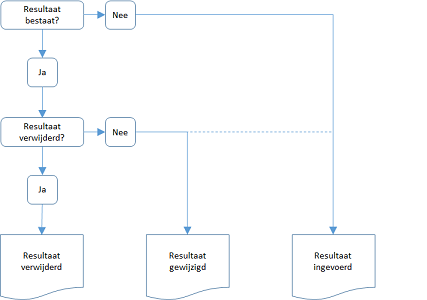 Resultaat
bestaat?
Nee
Ja
Resultaat
verwijderd?
Nee
Ja
Resultaat
verwijderd
Resultaat
gewijzigd
Resultaat
ingevoerd